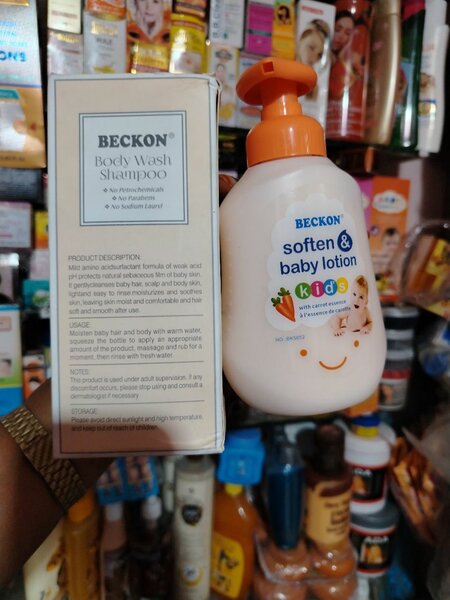 BECKON®
Body Wash
Shampoo
❖ No Petrochemicals
❖ No Parabens
❖ No Sodium Laurel
PRODUCT DESCRIPTION:
Mild amino acidsurfactant formula of weak acid
pH protects natural sebaceous film of baby skin.
It gentlycleanses baby hair, scalp and body skin,
lightand easy to rinse,moisturizes and soothes
skin, leaving skin moist and comfortable and hair
soft and smooth after use.
USAGE:
Moisten baby hair and body with warm water,
squeeze the bottle to apply an appropriate
amount of the product, massage and rub for a
moment, then rinse with fresh water.
NOTES:
This product is used under adult supervision. If any
discomfort occurs, please stop using and consult a
dermatologist if necessary
STORAGE:
Please avoid direct sunlight and high temperature,
and keep out of reach of children.
BECKON®
soften &
baby lotion
kids
with carrot essence
à l'essence de carotte
NO: BK5652